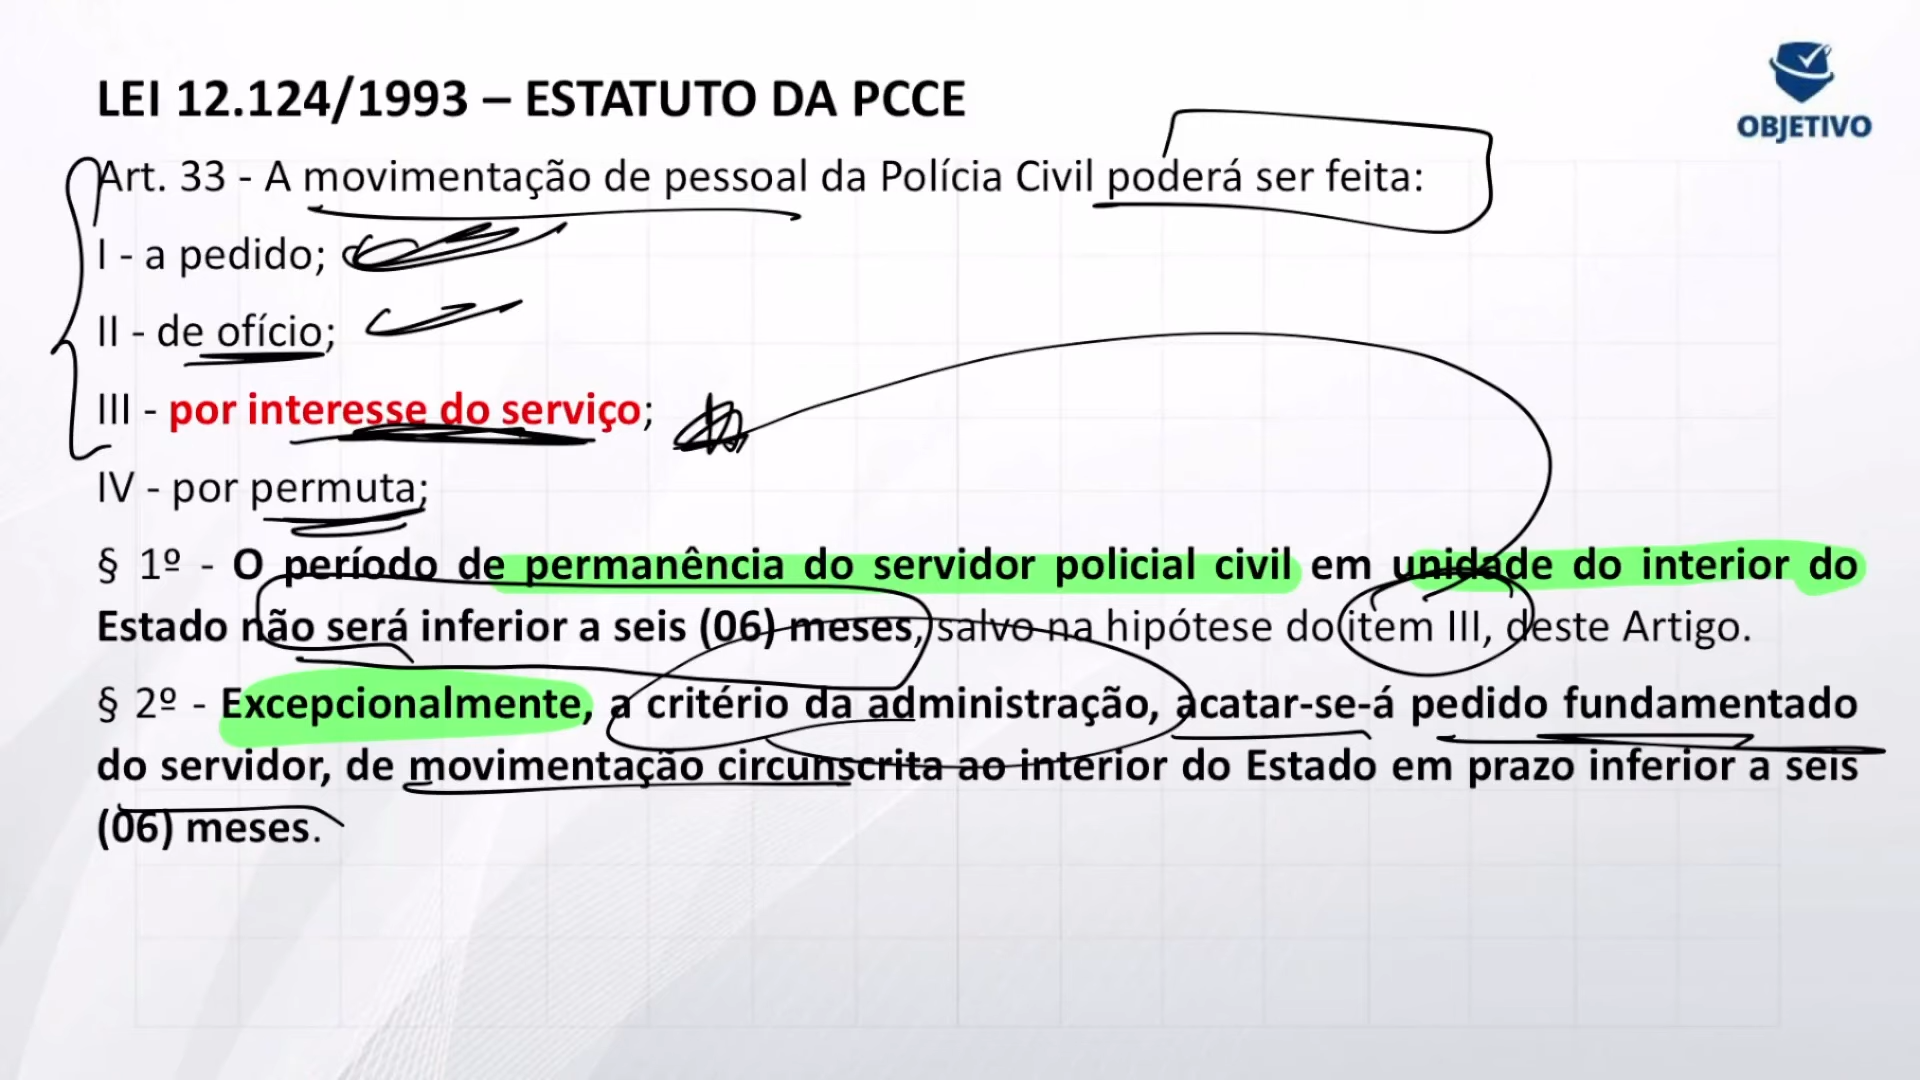 LEI 12.124/1993 – ESTATUTO DA PCCE
OBJETIVO
Art. 33 - A movimentação de pessoal da Polícia Civil poderá ser feita:
I - a pedido;
II - de ofício;
III - por interesse do serviço;
IV - por permuta;
§ 1º - O período de permanência do servidor policial civil em unidade do interior do
Estado não será inferior a seis (06) meses, salvo na hipótese do item III, deste Artigo.
§ 2º - Excepcionalmente, a critério da administração, acatar-se-á pedido fundamentado
do servidor, de movimentação circunscrita ao interior do Estado em prazo inferior a seis
(06) meses.